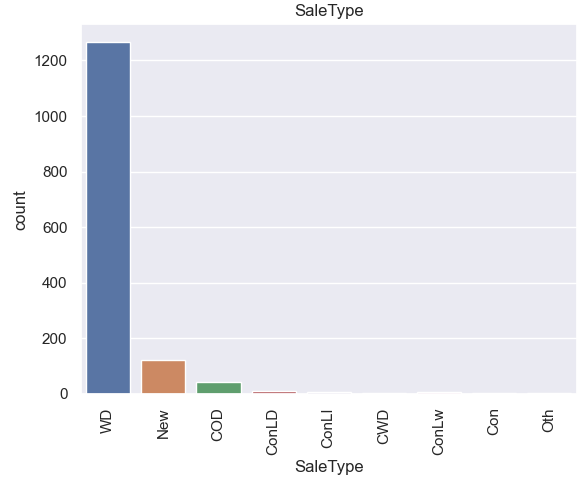 SaleType
count
1200
1000
800
600
400
200
0
WD
New
COD
ConLD
ConLI
CWD
ConLw
Con
Oth
SaleType